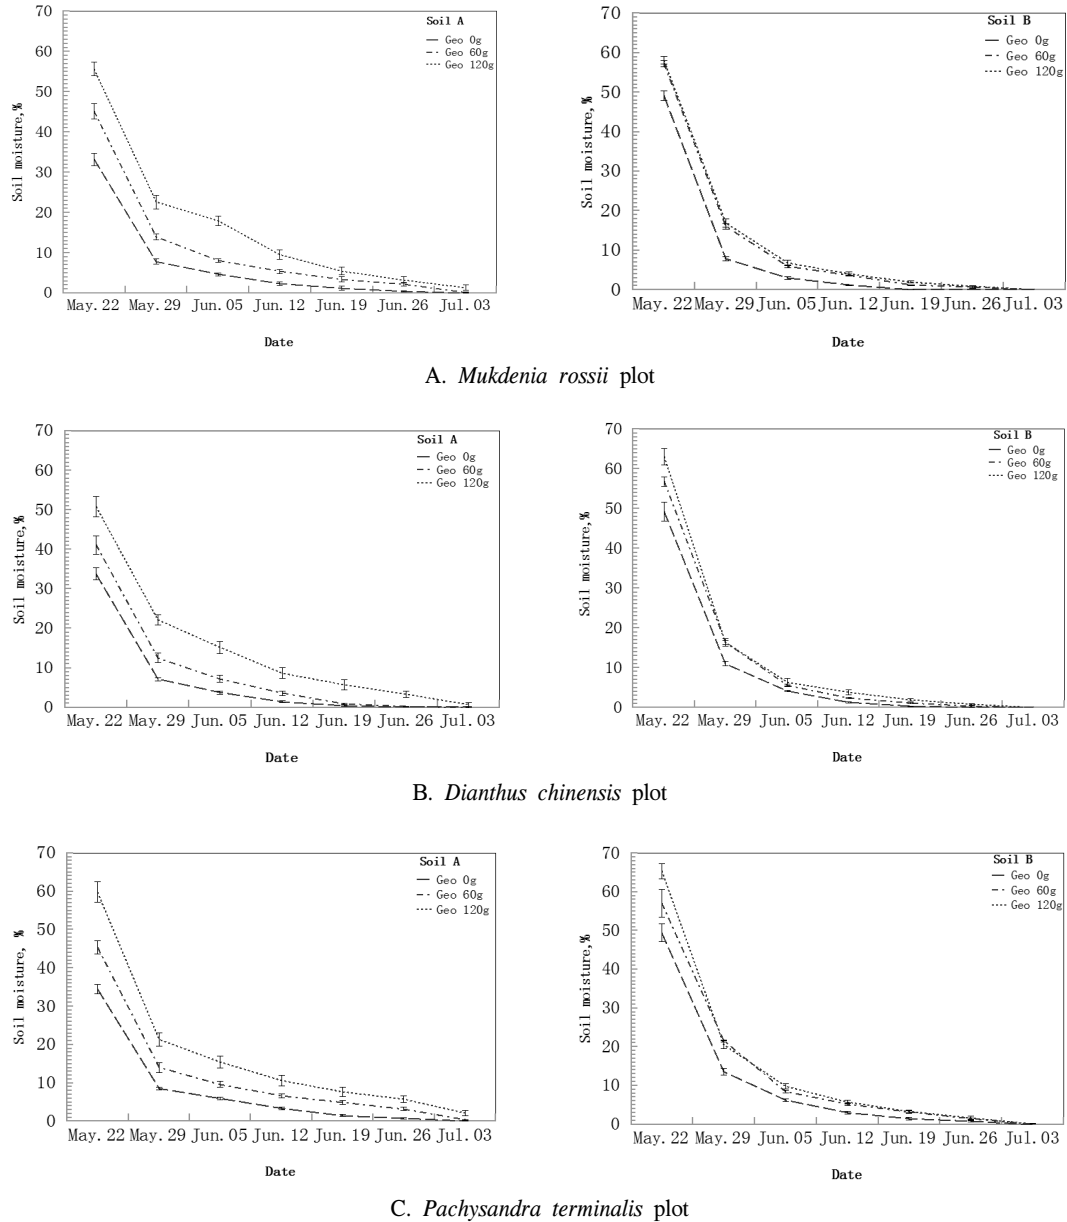 70
60
50
40
30
20
10
0
Soil moisture,%
Soil A
Geo 0g
Geo 60g
Geo 120g
May. 22 May. 29 Jun. 05 Jun. 12 Jun. 19 Jun. 26 Jul. 03
Date
70
60
50
40
30
20
10
0
Soil moisture,%
Soil B
Geo 0g
Geo 60g
Geo 120g
May. 22 May. 29 Jun. 05 Jun. 12 Jun. 19 Jun. 26 Jul. 03
Date
A. Mukdenia rossii plot
70
60
50
40
30
20
10
0
Soil moisture,%
Soil A
Geo 0g
Geo 60g
Geo 120g
May. 22 May. 29 Jun. 05 Jun. 12 Jun. 19 Jun. 26 Jul. 03
Date
70
60
50
40
30
20
10
0
Soil moisture,%
Soil B
Geo 0g
Geo 60g
Geo 120g
May. 22 May. 29 Jun. 05 Jun. 12 Jun. 19 Jun. 26 Jul. 03
Date
B. Dianthus chinensis plot
70
60
50
40
30
20
10
0
Soil moisture, %
Soil A
Geo 0g
Geo 60g
Geo 120g
May. 22 May. 29 Jun. 05 Jun. 12 Jun. 19 Jun. 26 Jul. 03
Date
70
60
50
40
30
20
10
0
Soil moisture,%
Soil B
Geo 0g
Geo 60g
Geo 120g
May. 22 May. 29 Jun. 05 Jun. 12 Jun. 19 Jun. 26 Jul. 03
Date
C. Pachysandra terminalis plot